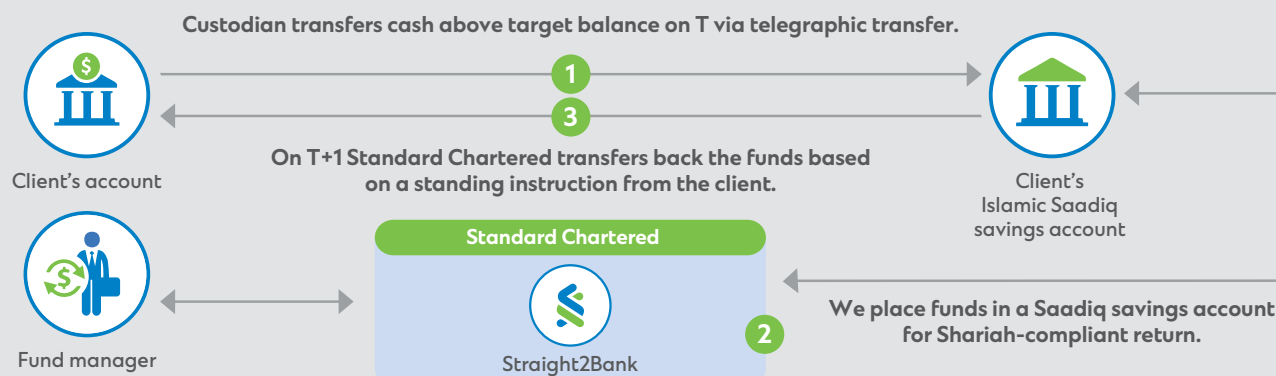 Custodian transfers cash above target balance on T via telegraphic transfer.
$
1
3
On T+1 Standard Chartered transfers back the funds based
on a standing instruction from the client.
Client's account
Client's
Islamic Saadiq
savings account
Standard Chartered
$
We place funds in a Saadiq savings account
for Shariah-compliant return.
2
Fund manager
Straight2Bank